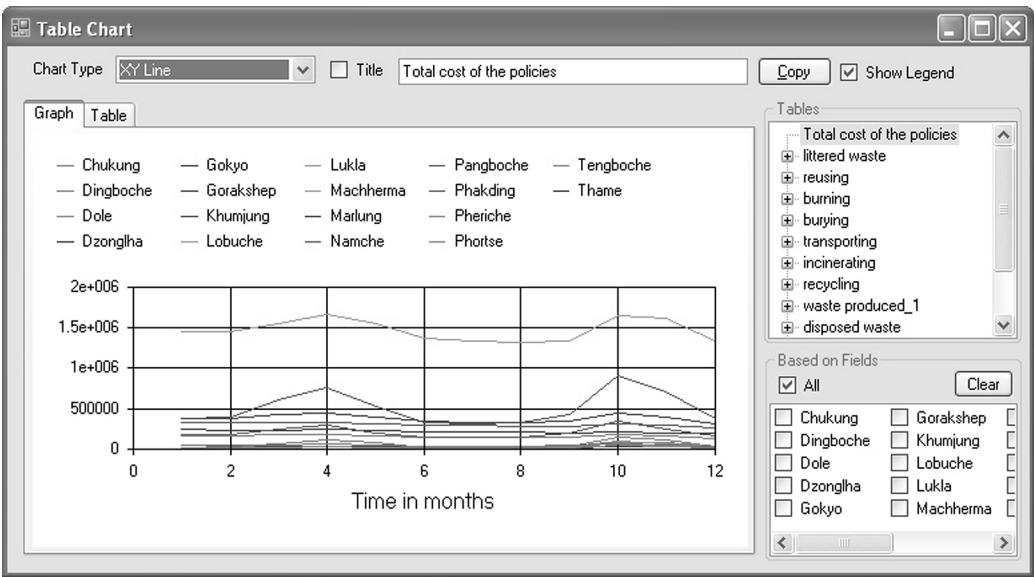 Table Chart
Chart Type XY Line Title Total cost of the policies Copy Show Legend
Graph Table
Chukung Gokyo Lukla Pangboche Tengboche
Dingboche Gorakshep Machherma Phakding Thame
Dole Khumjung Marlung Pheriche
Dzonglha Lobuche Namche Phortse
2e+006
1.5e+006
1e+006
500000
0
0 2 4 6 8 10 12
Time in months
Tables
Total cost of the policies
littered waste
reusing
burning
burying
transporting
incinerating
recycling
waste produced_1
disposed waste
Based on Fields
All Clear
Chukung Gorakshep
Dingboche Khumjung
Dole Lobuche
Dzonglha Lukla
Gokyo Machherma